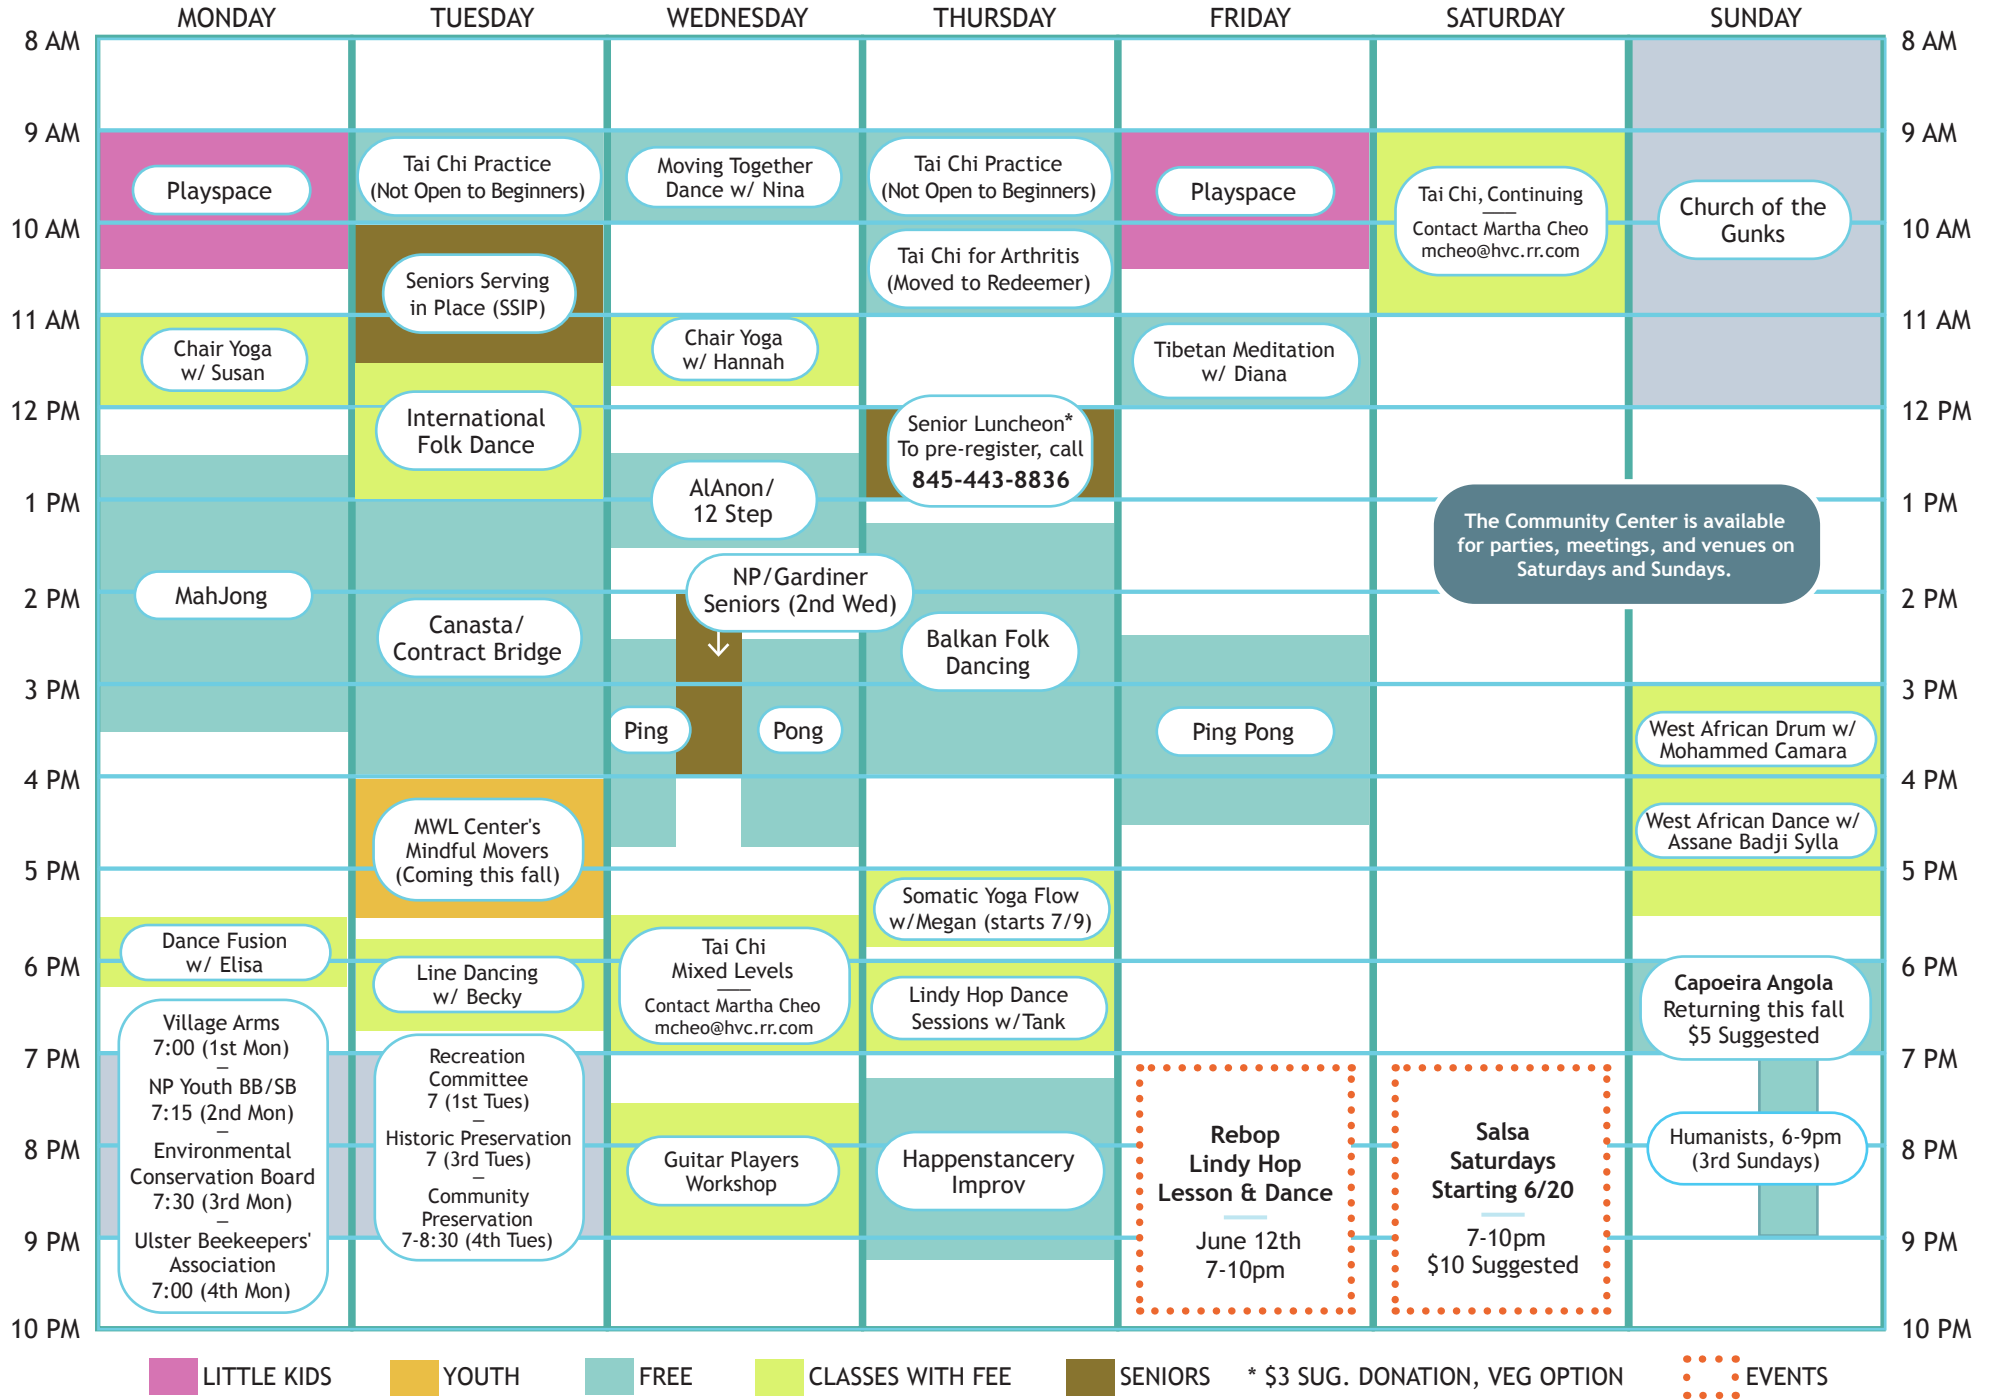 MONDAY
TUESDAY
WEDNESDAY
THURSDAY
FRIDAY
SATURDAY
SUNDAY
8 AM
9 AM
10 AM
11 AM
12 PM
1 PM
2 PM
3 PM
4 PM
5 PM
6 PM
7 PM
8 PM
9 PM
10 PM
Playspace
Chair Yoga
w/ Susan
MahJong
Dance Fusion
w/ Elisa
Village Arms
7:00 (1st Mon)
—
NP Youth BB/SB
7:15 (2nd Mon)
—
Environmental
Conservation Board
7:30 (3rd Mon)
—
Ulster Beekeepers'
Association
7:00 (4th Mon)
Tai Chi Practice
(Not Open to Beginners)
Seniors Serving
in Place (SSIP)
International
Folk Dance
Canasta/
Contract Bridge
MWL Center's
Mindful Movers
(Coming this fall)
Line Dancing
w/ Becky
Recreation
Committee
7 (1st Tues)
—
Historic Preservation
7 (3rd Tues)
—
Community
Preservation
7-8:30 (4th Tues)
Moving Together
Dance w/ Nina
Chair Yoga
w/ Hannah
AlAnon/
12 Step
NP/Gardiner
Seniors (2nd Wed)
Ping
Pong
Tai Chi
Mixed Levels
Contact Martha Cheo
mcheo@hvc.rr.com
Guitar Players
Workshop
Tai Chi Practice
(Not Open to Beginners)
Tai Chi for Arthritis
(Moved to Redeemer)
Senior Luncheon*
To pre-register, call
845-443-8836
Balkan Folk
Dancing
Somatic Yoga Flow
w/Megan (starts 7/9)
Lindy Hop Dance
Sessions w/Tank
Happenstancery
Improv
Playspace
Tibetan Meditation
w/ Diana
Ping Pong
Rebop
Lindy Hop
Lesson & Dance
June 12th
7-10pm
Tai Chi, Continuing
Contact Martha Cheo
mcheo@hvc.rr.com
The Community Center is available
for parties, meetings, and venues on
Saturdays and Sundays.
Salsa
Saturdays
Starting 6/20
7-10pm
$10 Suggested
Church of the
Gunks
West African Drum w/
Mohammed Camara
West African Dance w/
Assane Badji Sylla
Capoeira Angola
Returning this fall
$5 Suggested
Humanists, 6-9pm
(3rd Sundays)
8 AM
9 AM
10 AM
11 AM
12 PM
1 PM
2 PM
3 PM
4 PM
5 PM
6 PM
7 PM
8 PM
9 PM
10 PM
LITTLE KIDS
YOUTH
FREE
CLASSES WITH FEE
SENIORS
* $3 SUG. DONATION, VEG OPTION
EVENTS